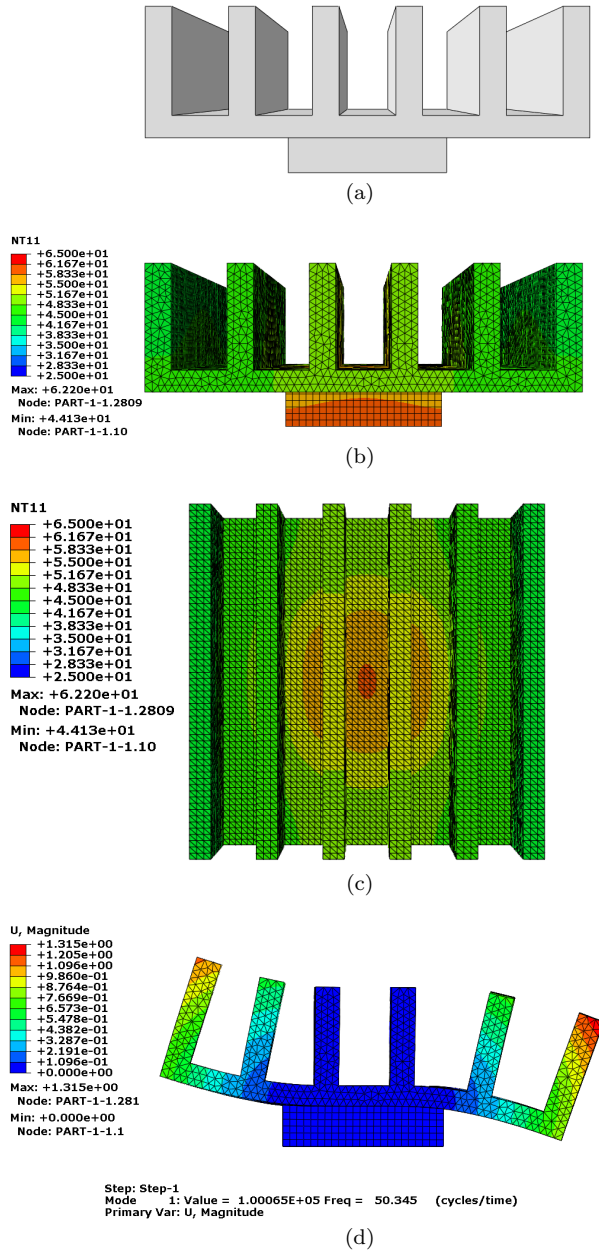 (a)
NT11
+6.500e+01
+6.167e+01
+5.833e+01
+5.500e+01
+5.167e+01
+4.833e+01
+4.500e+01
+4.167e+01
+3.833e+01
+3.500e+01
+3.167e+01
+2.833e+01
+2.500e+01
Max: +6.220e+01
Node: PART-1-1.2809
Min: +4.413e+01
Node: PART-1-1.10
(b)
NT11
+6.500e+01
+6.167e+01
+5.833e+01
+5.500e+01
+5.167e+01
+4.833e+01
+4.500e+01
+4.167e+01
+3.833e+01
+3.500e+01
+3.167e+01
+2.833e+01
+2.500e+01
Max: +6.220e+01
Node: PART-1-1.2809
Min: +4.413e+01
Node: PART-1-1.10
(c)
U, Magnitude
+1.315e+00
+1.205e+00
+1.096e+00
+9.860e-01
+8.764e-01
+7.669e-01
+6.573e-01
+5.478e-01
+4.382e-01
+3.287e-01
+2.191e-01
+1.096e-01
+0.000e+00
Max: +1.315e+00
Node: PART-1-1.281
Min: +0.000e+00
Node: PART-1-1.1
Step: Step-1
Mode 1: Value = 1.00065E+05 Freq = 50.345 (cycles/time)
Primary Var: U, Magnitude
(d)